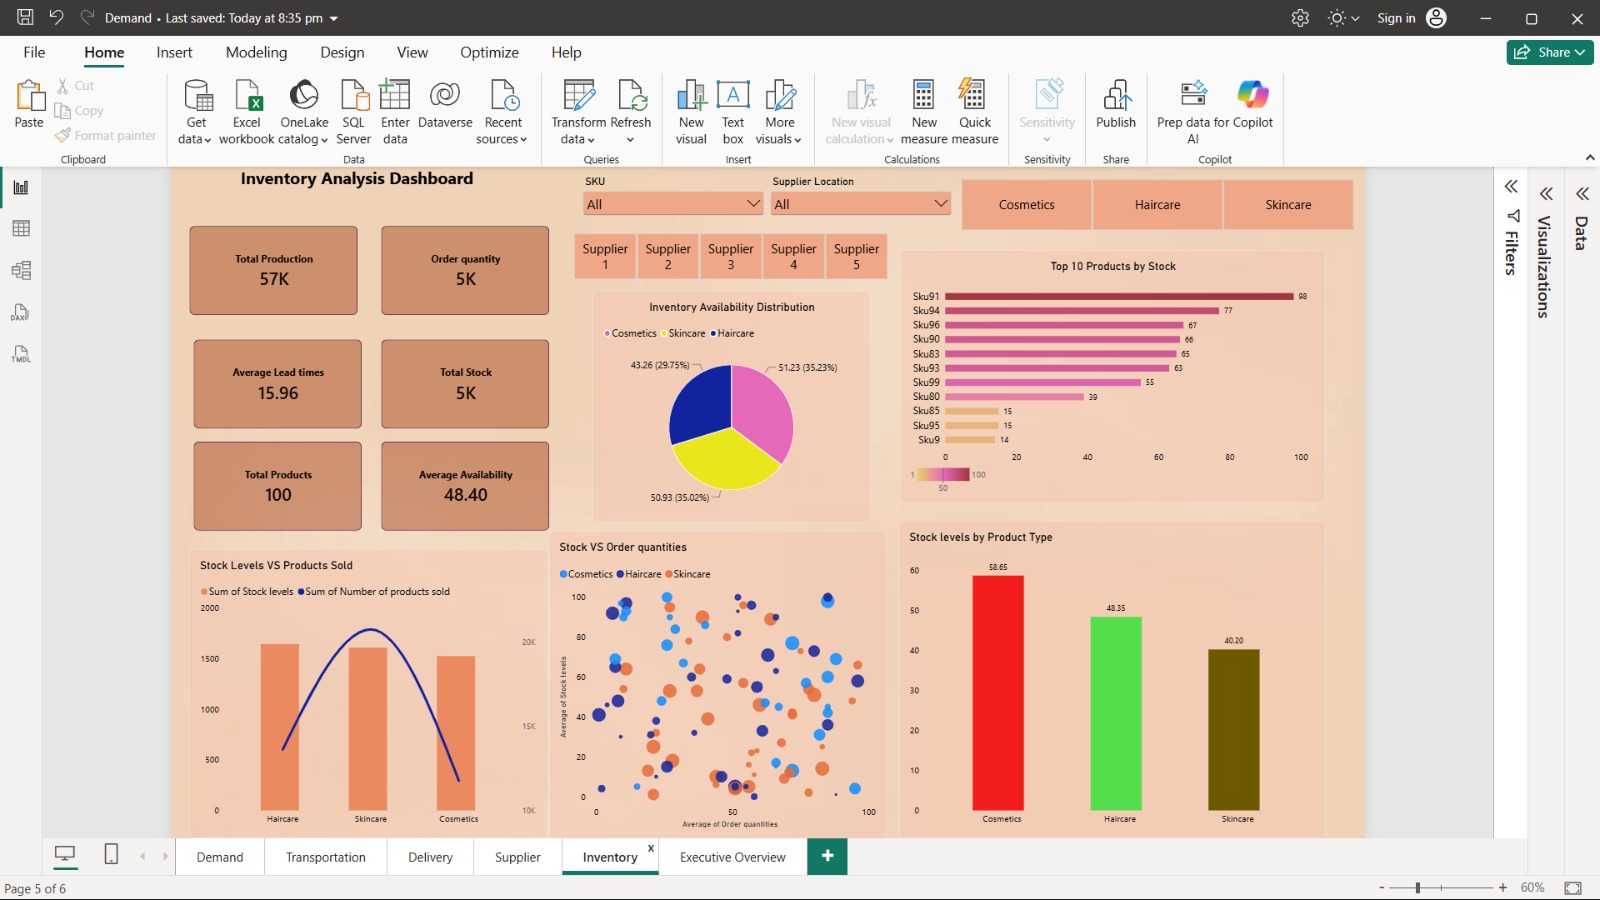 Demand • Last saved: Today at 8:35 pm
Sign in
File Home Insert Modeling Design View Optimize Help
Share
Paste
Cut
Copy
Format painter
Clipboard
Get data
Excel workbook
OneLake catalog
SQL Server
Enter data
Dataverse
Recent sources
Data
Transform data
Refresh
Queries
New visual
Text box
More visuals
Insert
New visual calculation
New measure
Quick measure
Calculations
Sensitivity
Sensitivity
Publish
Share
Prep data for AI
Copilot
Copilot
DAX
TMDL
Inventory Analysis Dashboard
SKU
All
Supplier Location
All
Cosmetics
Haircare
Skincare
Supplier 1
Supplier 2
Supplier 3
Supplier 4
Supplier 5
Total Production
57K
Order quantity
5K
Average Lead times
15.96
Total Stock
5K
Total Products
100
Average Availability
48.40
Inventory Availability Distribution
Cosmetics Skincare Haircare
43.26 (29.75%)
51.23 (35.23%)
50.93 (35.02%)
Top 10 Products by Stock
Sku91 98
Sku94 77
Sku96 67
Sku90 66
Sku83 65
Sku93 63
Sku99 55
Sku80 39
Sku85 15
Sku95 15
Sku9 14
0 20 40 60 80 100
1 100
50
Stock Levels VS Products Sold
Sum of Stock levels Sum of Number of products sold
2000
1500
1000
500
0
20K
15K
10K
Haircare Skincare Cosmetics
Stock VS Order quantities
Cosmetics Haircare Skincare
Average of Stock levels
100
80
60
40
20
0
0 50 100
Average of Order quantities
Stock levels by Product Type
60
50
40
30
20
10
0
58.65
48.35
40.20
Cosmetics Haircare Skincare
Filters
Visualizations
Data
Demand
Transportation
Delivery
Supplier
Inventory
x
Executive Overview
+
Page 5 of 6
- + 60%